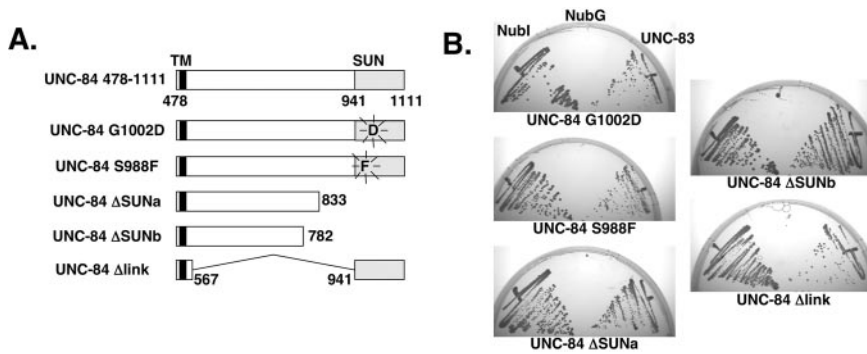 A.
TM SUN
UNC-84 478-1111
478 941 1111
UNC-84 G1002D D
UNC-84 S988F F
UNC-84 ΔSUNa 833
UNC-84 ΔSUNb 782
UNC-84 Δlink
567 941
B.
NubG
NubI UNC-83
UNC-84 G1002D
UNC-84 ΔSUNb
UNC-84 S988F
UNC-84 Δlink
UNC-84 ΔSUNa